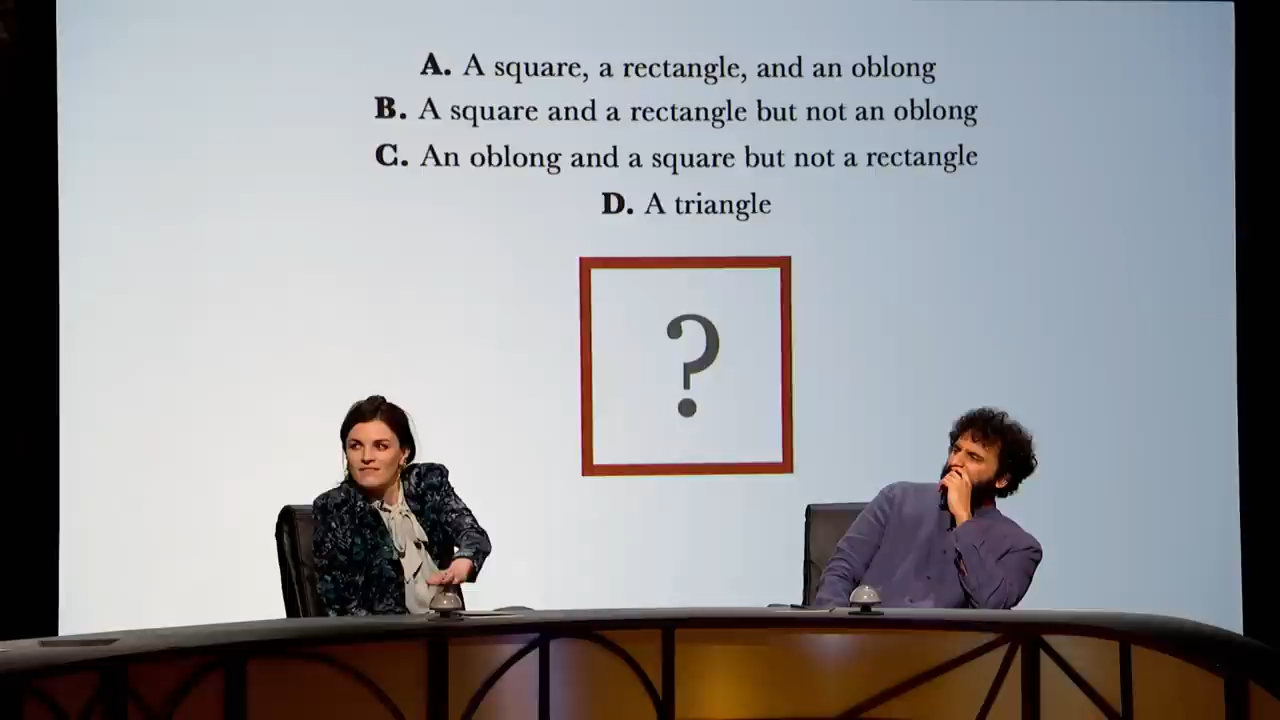 A. A square, a rectangle, and an oblong
B. A square and a rectangle but not an oblong
C. An oblong and a square but not a rectangle
D. A triangle
?